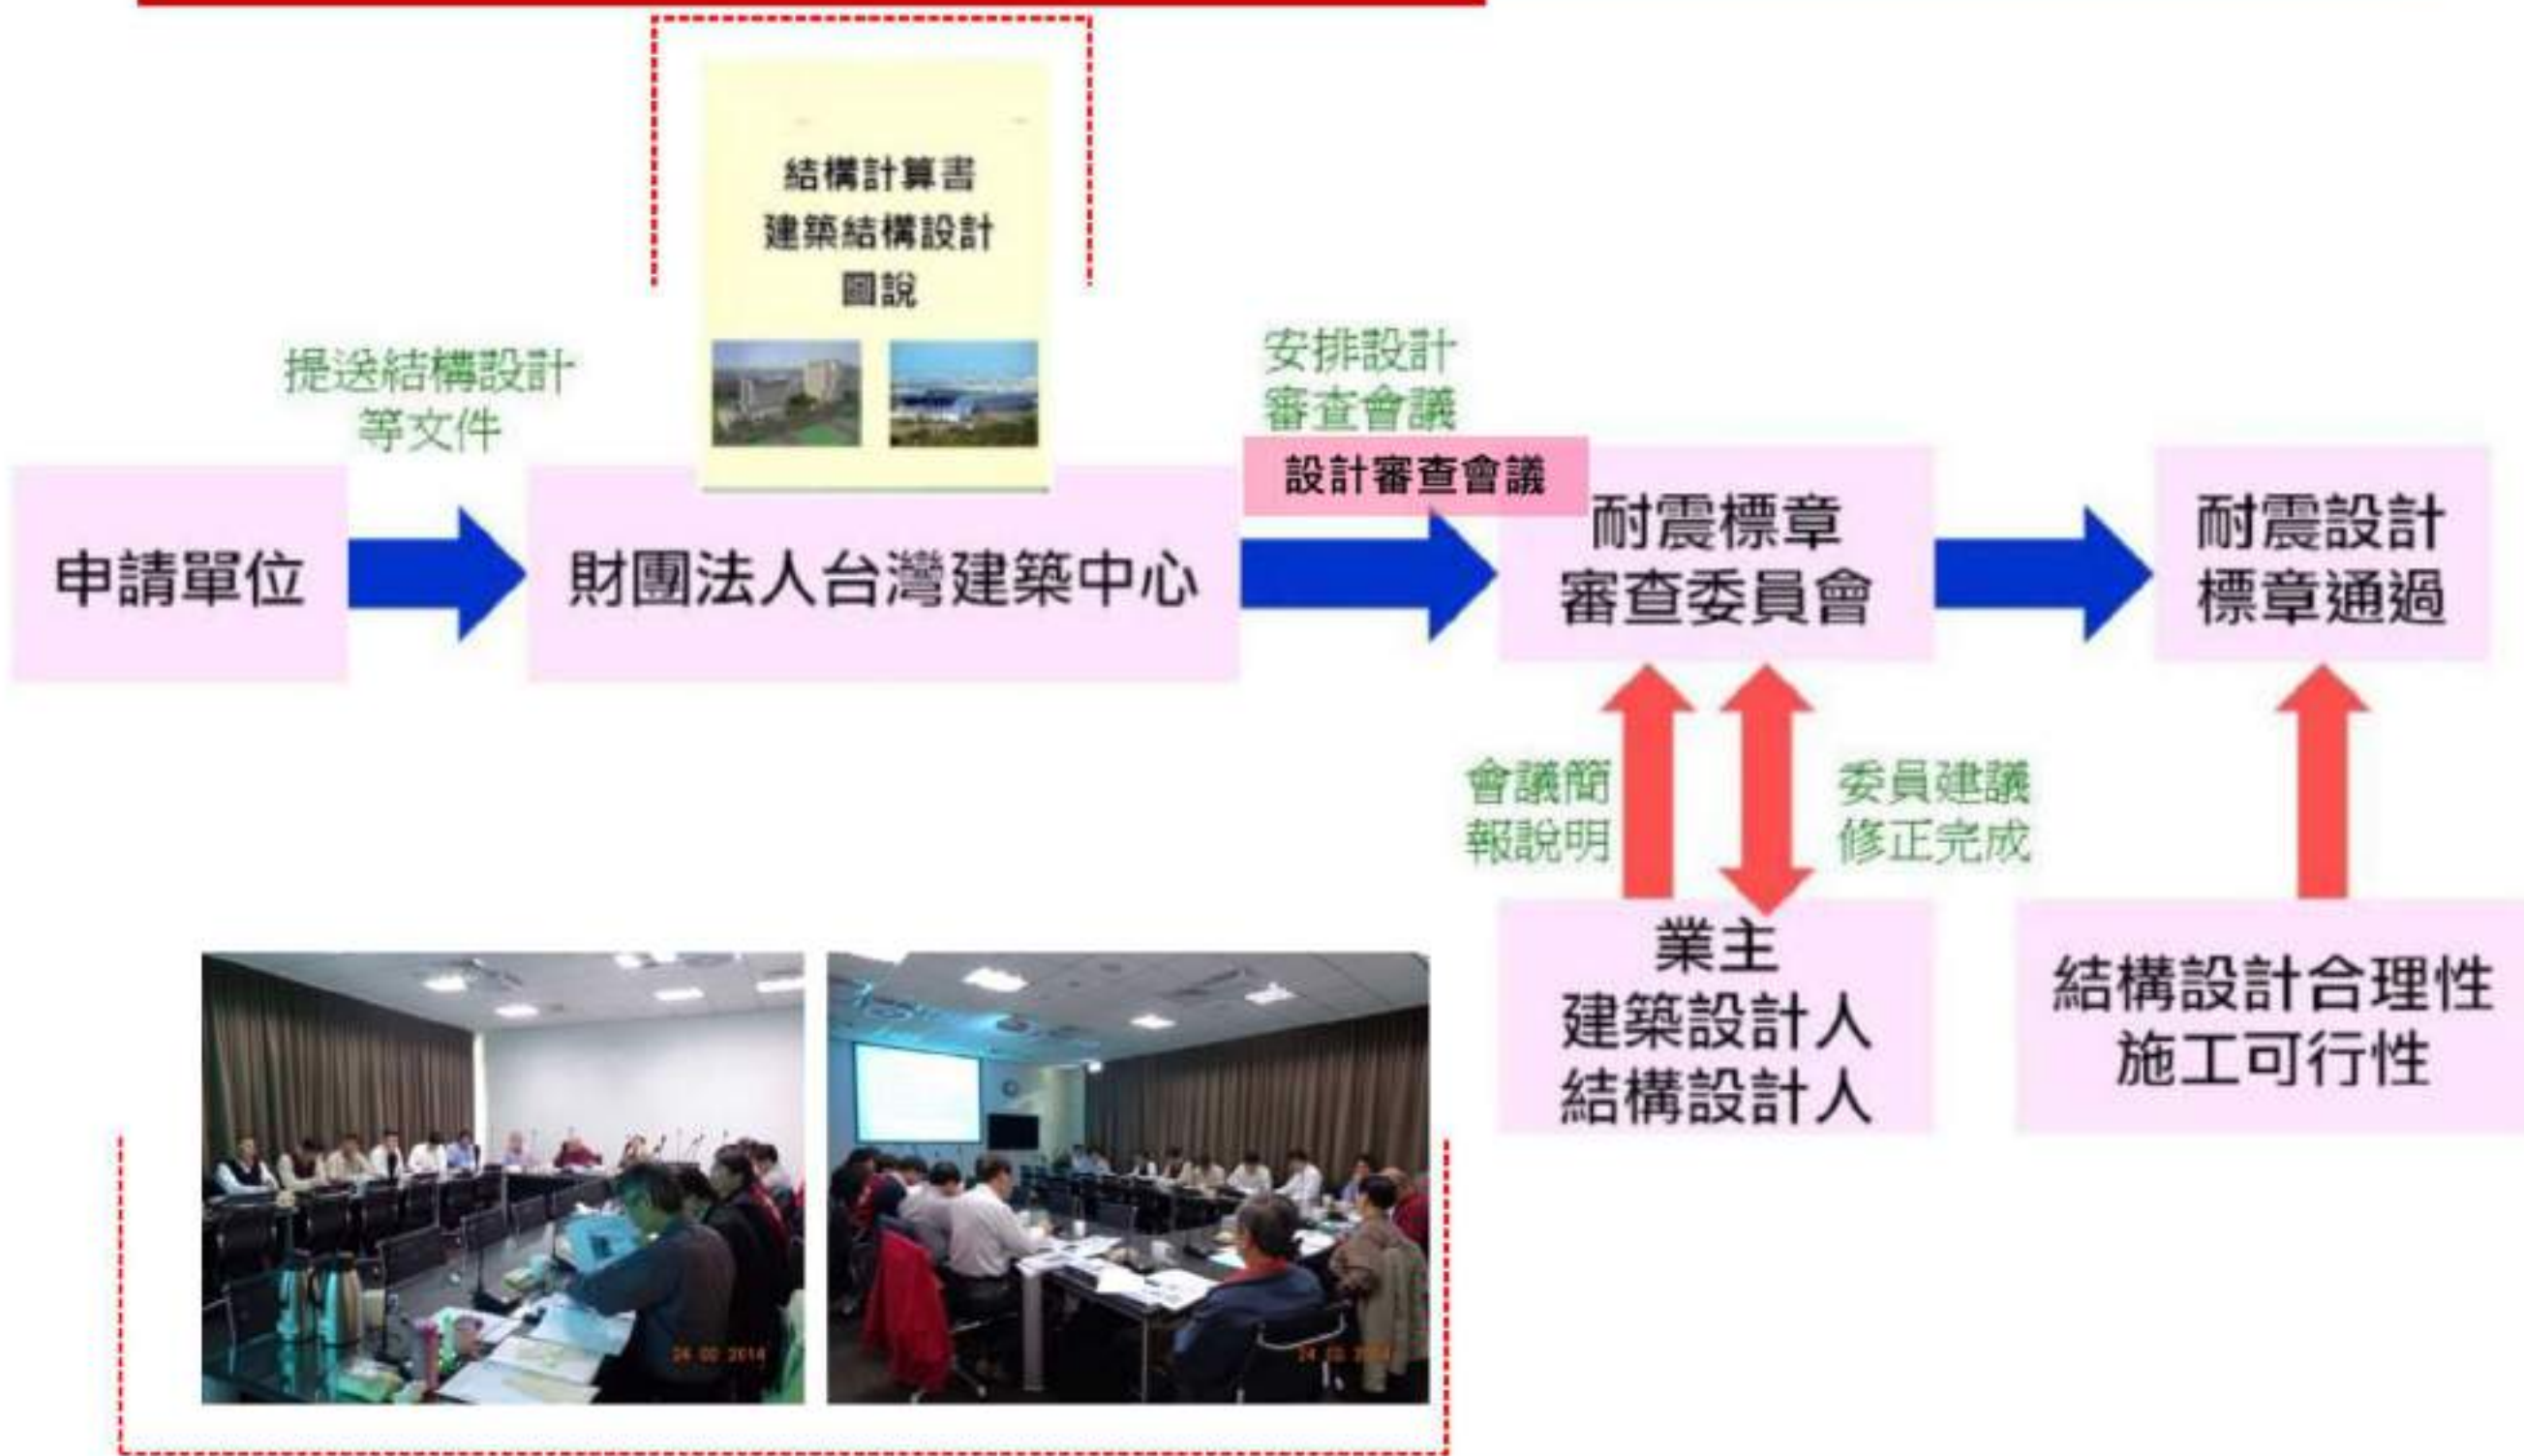 結構計算書
建築結構設計
圖說
提送結構設計
等文件
安排設計
審查會議
設計審查會議
申請單位
財團法人台灣建築中心
耐震標章
審查委員會
耐震設計
標章通過
會議簡
報說明
委員建議
修正完成
業主
建築設計人
結構設計人
結構設計合理性
施工可行性